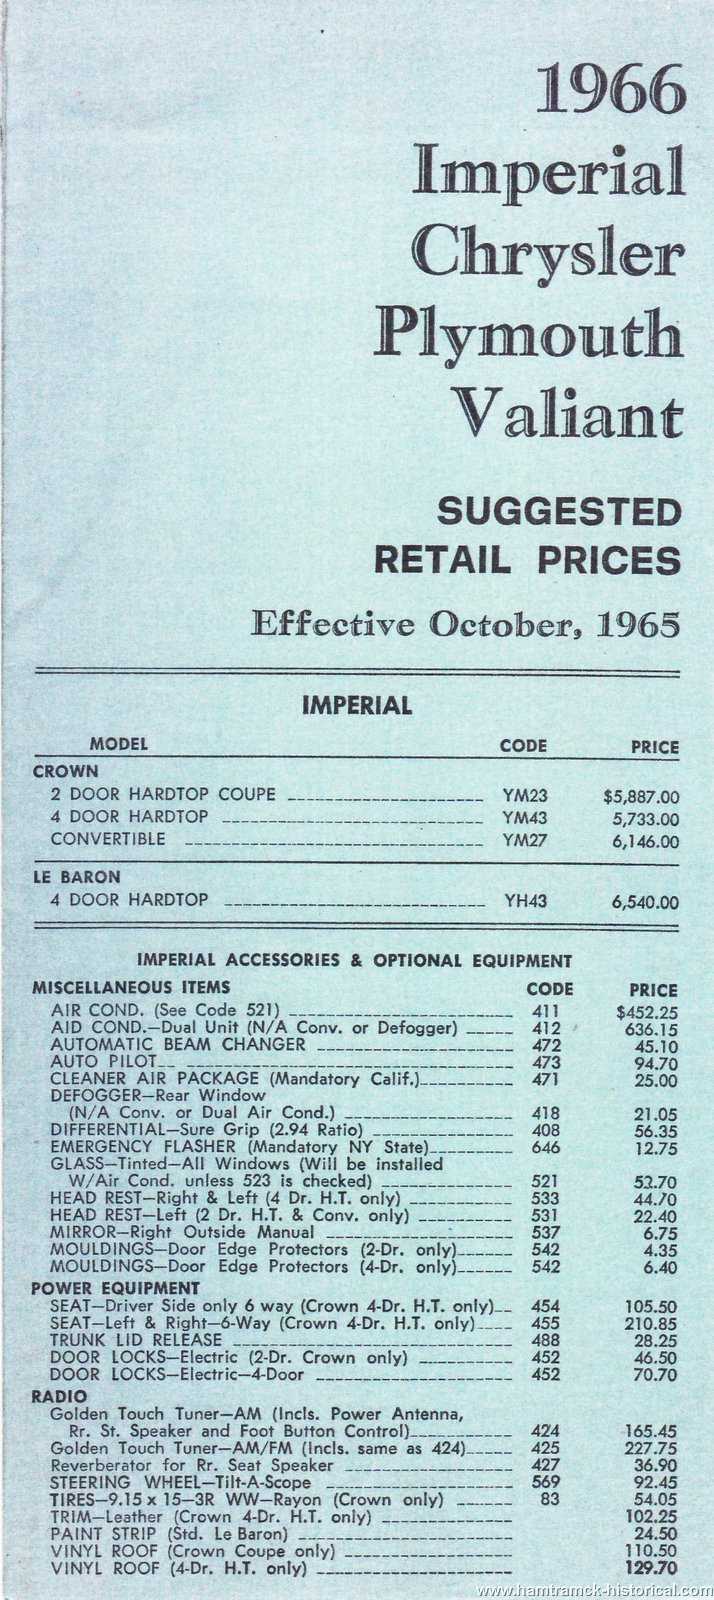 1966
Imperial
Chrysler
Plymouth
Valiant
SUGGESTED
RETAIL PRICES
Effective October, 1965
IMPERIAL
MODEL CODE PRICE
CROWN
2 DOOR HARDTOP COUPE YM23 $5,887.00
4 DOOR HARDTOP YM43 5,733.00
CONVERTIBLE YM27 6,146.00
LE BARON
4 DOOR HARDTOP YH43 6,540.00
IMPERIAL ACCESSORIES & OPTIONAL EQUIPMENT
MISCELLANEOUS ITEMS CODE PRICE
AIR COND. (See Code 521) 411 $452.25
AID COND.—Dual Unit (N/A Conv. or Defogger) 412 636.15
AUTOMATIC BEAM CHANGER 472 45.10
AUTO PILOT 473 94.70
CLEANER AIR PACKAGE (Mandatory Calif.) 471 25.00
DEFOGGER—Rear Window
(N/A Conv. or Dual Air Cond.) 418 21.05
DIFFERENTIAL—Sure Grip (2.94 Ratio) 408 56.35
EMERGENCY FLASHER (Mandatory NY State) 646 12.75
GLASS—Tinted—All Windows (Will be installed
W/Air Cond. unless 523 is checked) 521 53.70
HEAD REST—Right & Left (4 Dr. H.T. only) 533 44.70
HEAD REST—Left (2 Dr. H.T. & Conv. only) 531 22.40
MIRROR—Right Outside Manual 537 6.75
MOULDINGS—Door Edge Protectors (2-Dr. only) 542 4.35
MOULDINGS—Door Edge Protectors (4-Dr. only) 542 6.40
POWER EQUIPMENT
SEAT—Driver Side only 6 way (Crown 4-Dr. H.T. only) 454 105.50
SEAT—Left & Right—6-Way (Crown 4-Dr. H.T. only) 455 210.85
TRUNK LID RELEASE 488 28.25
DOOR LOCKS—Electric (2-Dr. Crown only) 452 46.50
DOOR LOCKS—Electric—4-Door 452 70.70
RADIO
Golden Touch Tuner—AM (Incls. Power Antenna,
Rr. St. Speaker and Foot Button Control) 424 165.45
Golden Touch Tuner—AM/FM (Incls. same as 424) 425 227.75
Reverberator for Rr. Seat Speaker 427 36.90
STEERING WHEEL—Tilt-A-Scope 569 92.45
TIRES—9.15 x 15—3R WW—Rayon (Crown only) 83 54.05
TRIM—Leather (Crown 4-Dr. H.T. only) 102.25
PAINT STRIP (Std. Le Baron) 24.50
VINYL ROOF (Crown Coupe only) 110.50
VINYL ROOF (4-Dr. H.T. only) 129.70
www.hamtramck-historical.com